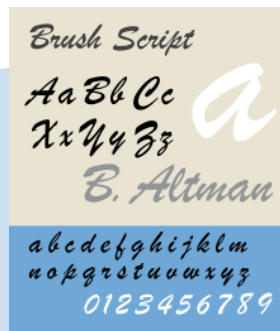 Brush Script
Aa Bb Cc
a
Xx Yy Zz
B. Altman
abcdefghijklm
nopqrstuvwxyz
0123456789